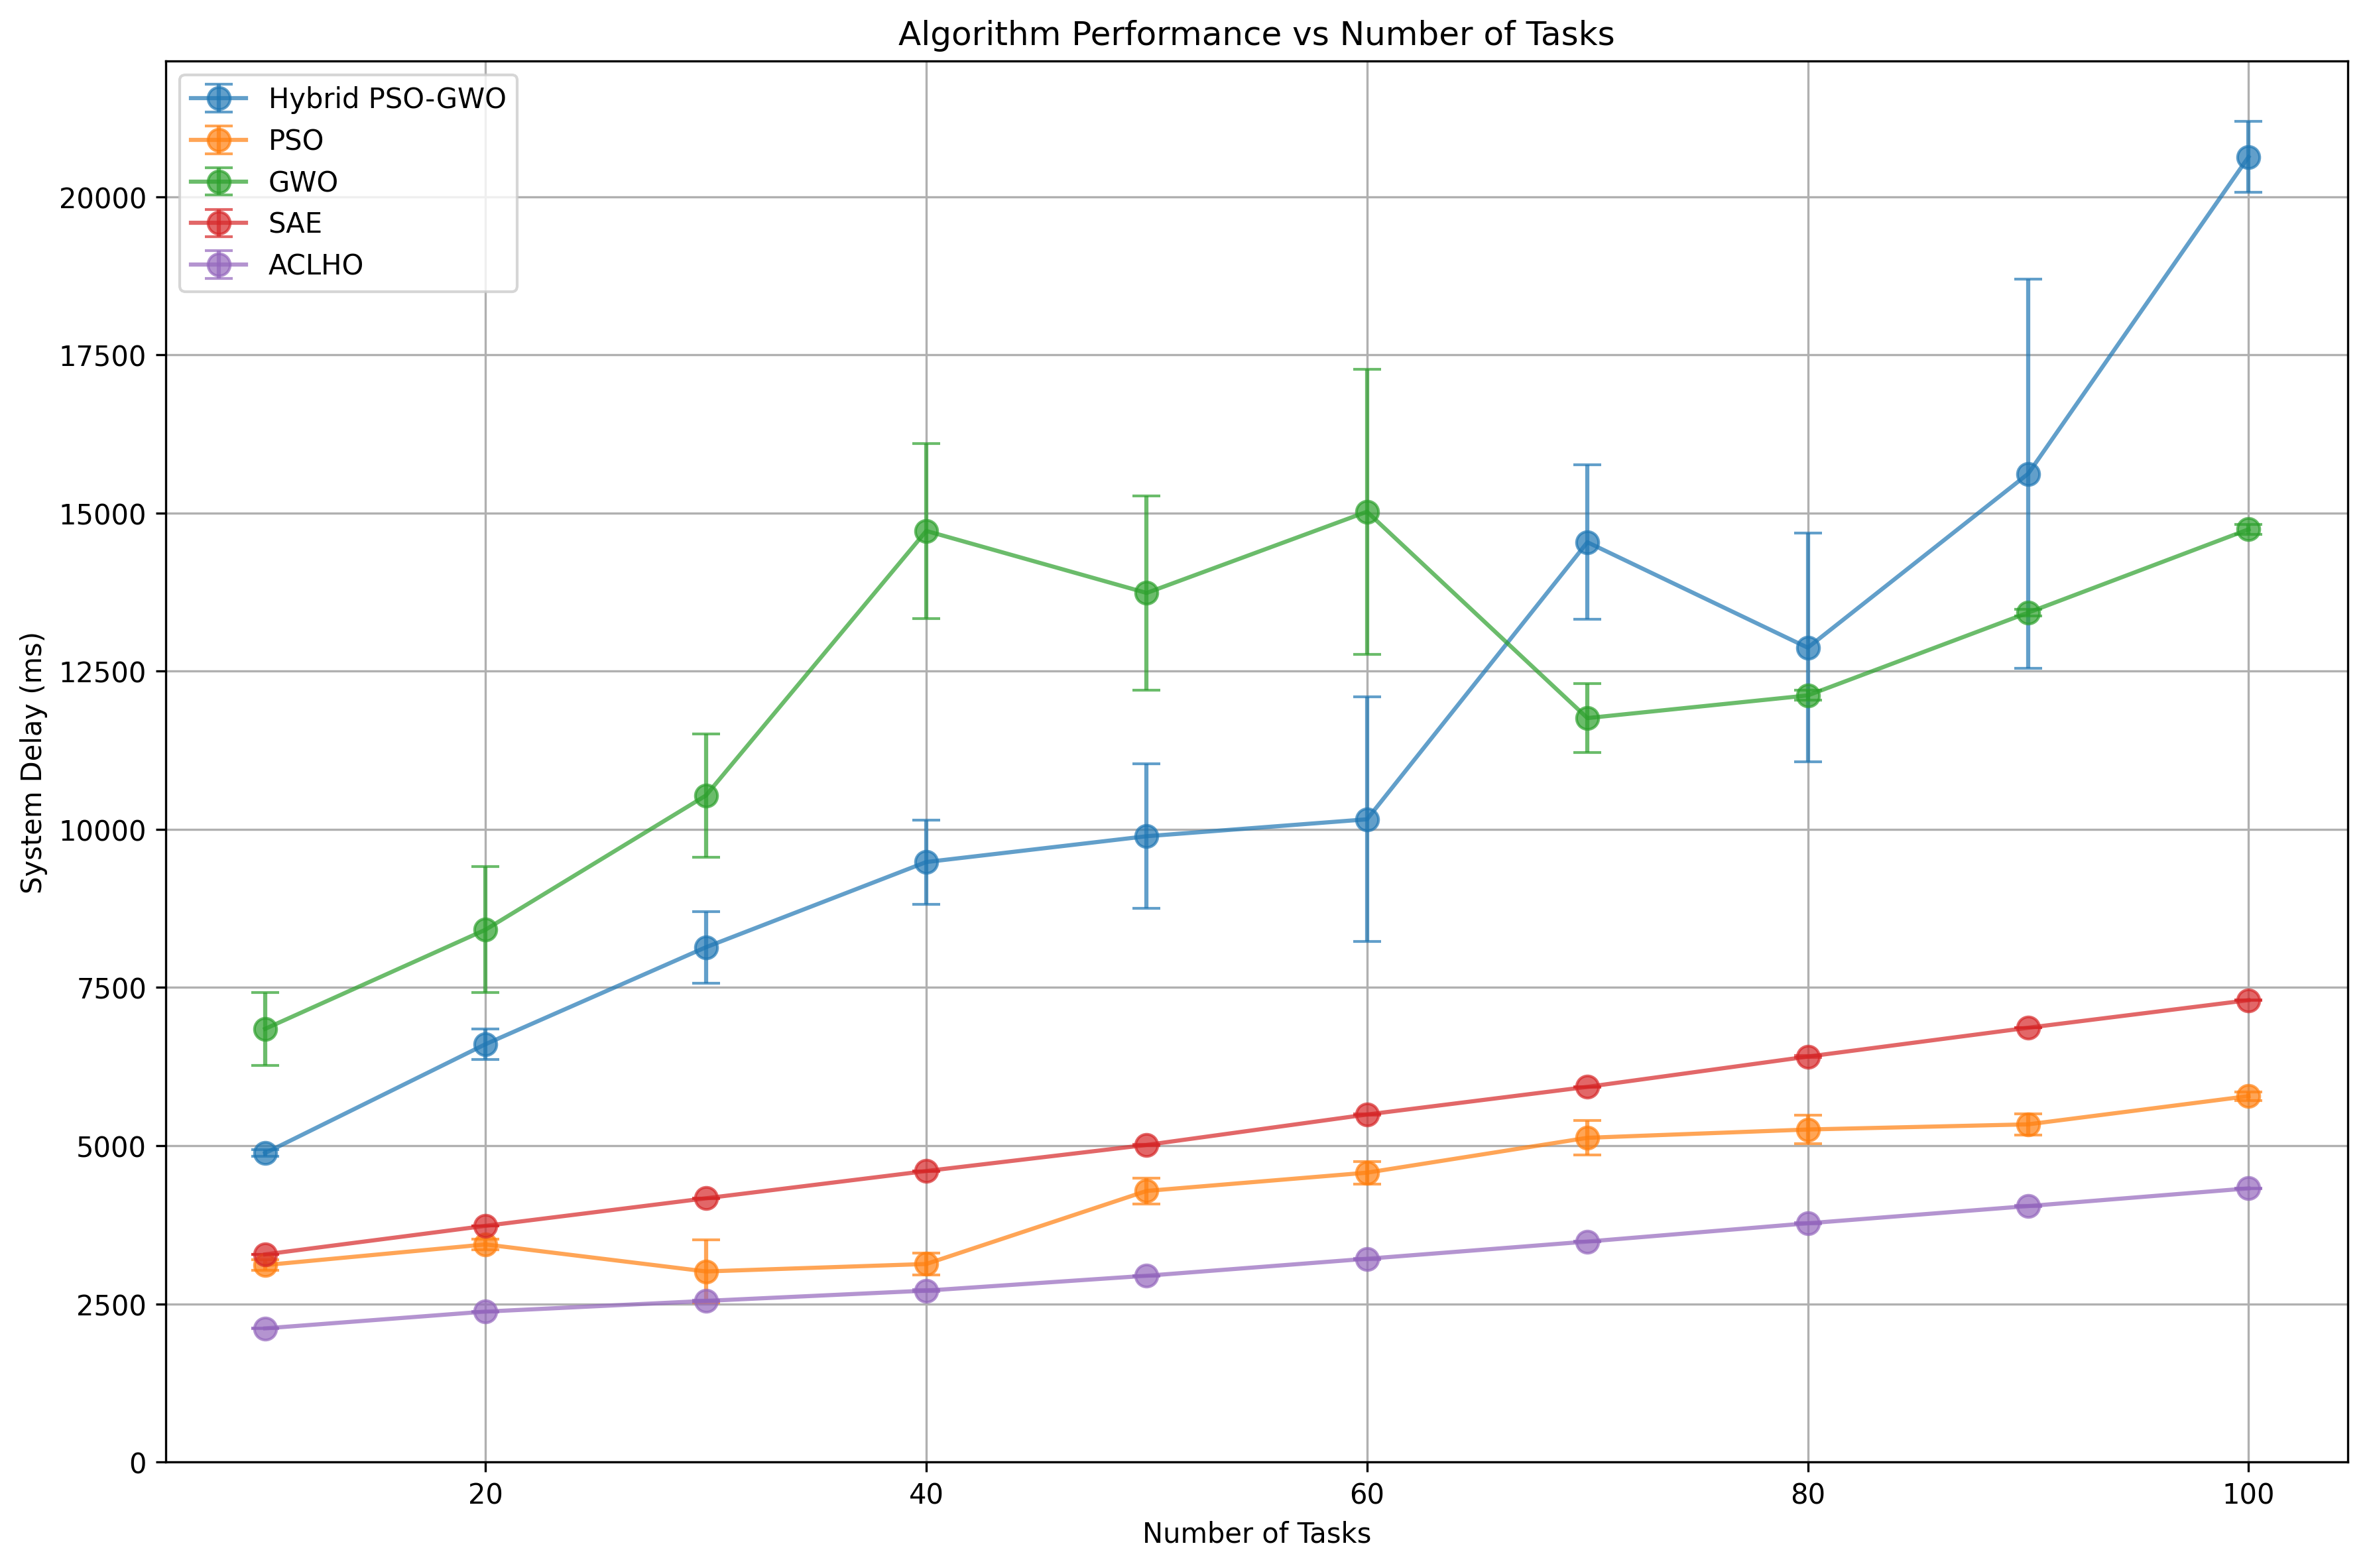 Algorithm Performance vs Number of Tasks
Hybrid PSO-GWO
PSO
GWO
SAE
ACLHO
System Delay (ms)
20000
17500
15000
12500
10000
7500
5000
2500
0
20
40
60
80
100
Number of Tasks